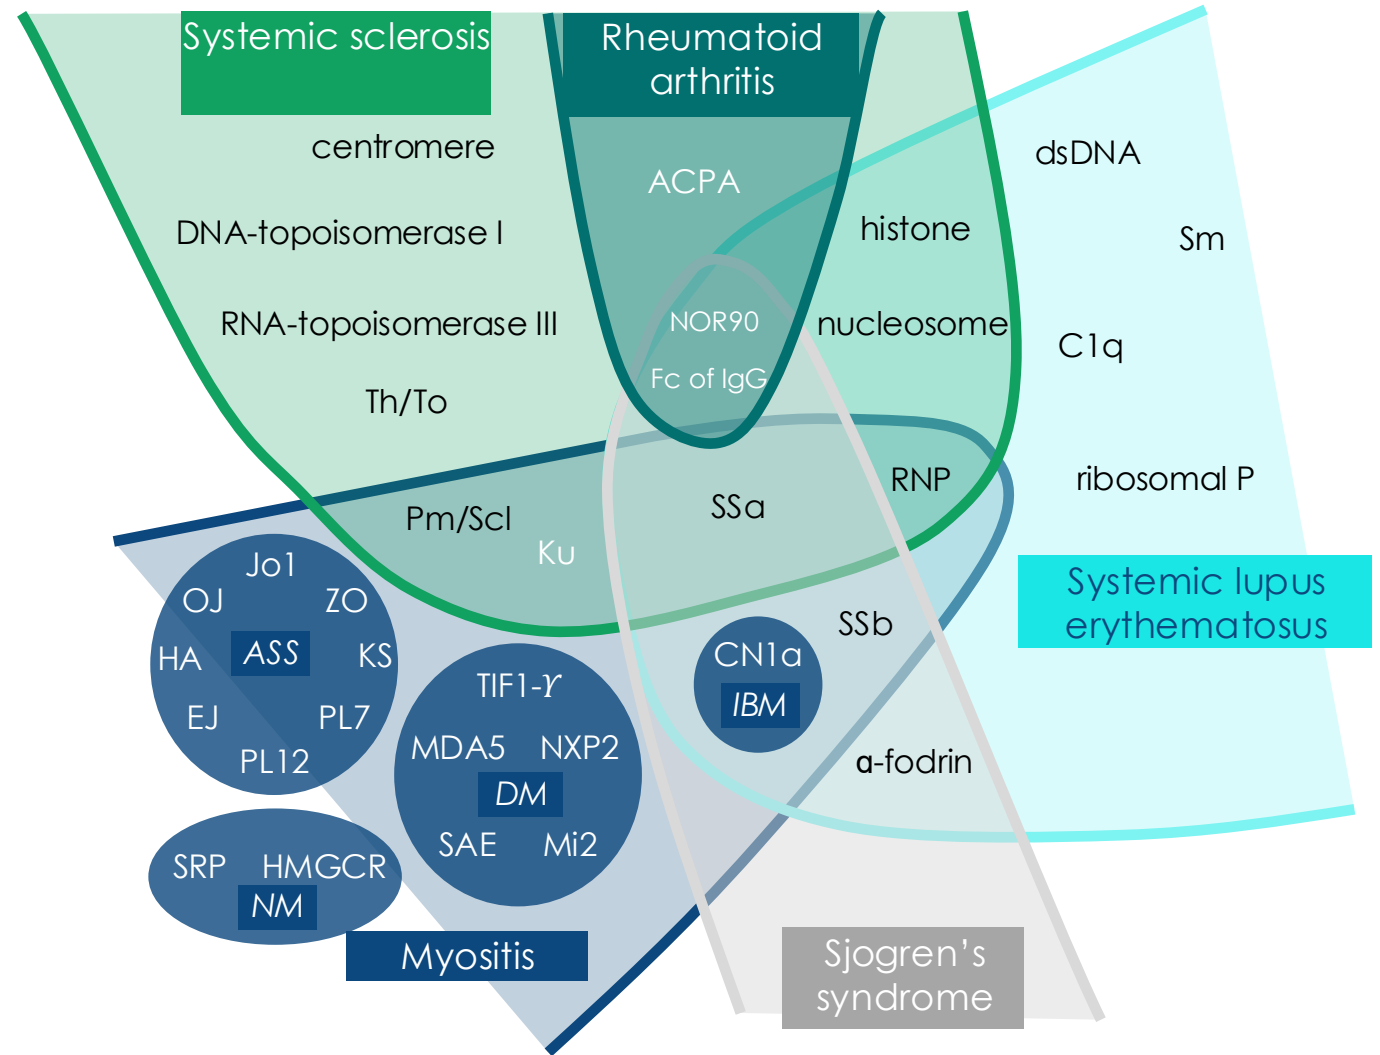 Systemic sclerosis
Rheumatoid
arthritis
centromere
DNA-topoisomerase I
RNA-topoisomerase III
Th/To
ACPA
NOR90
Fc of IgG
histone
nucleosome
dsDNA
Sm
C1q
ribosomal P
Pm/Scl
Ku
SSa
RNP
Systemic lupus
erythematosus
Jo1
OJ
ZO
HA
ASS
KS
EJ
PL7
PL12
TIF1-ϒ
MDA5
NXP2
DM
SAE
Mi2
CN1a
IBM
SSb
α-fodrin
SRP
HMGCR
NM
Myositis
Sjogren’s
syndrome